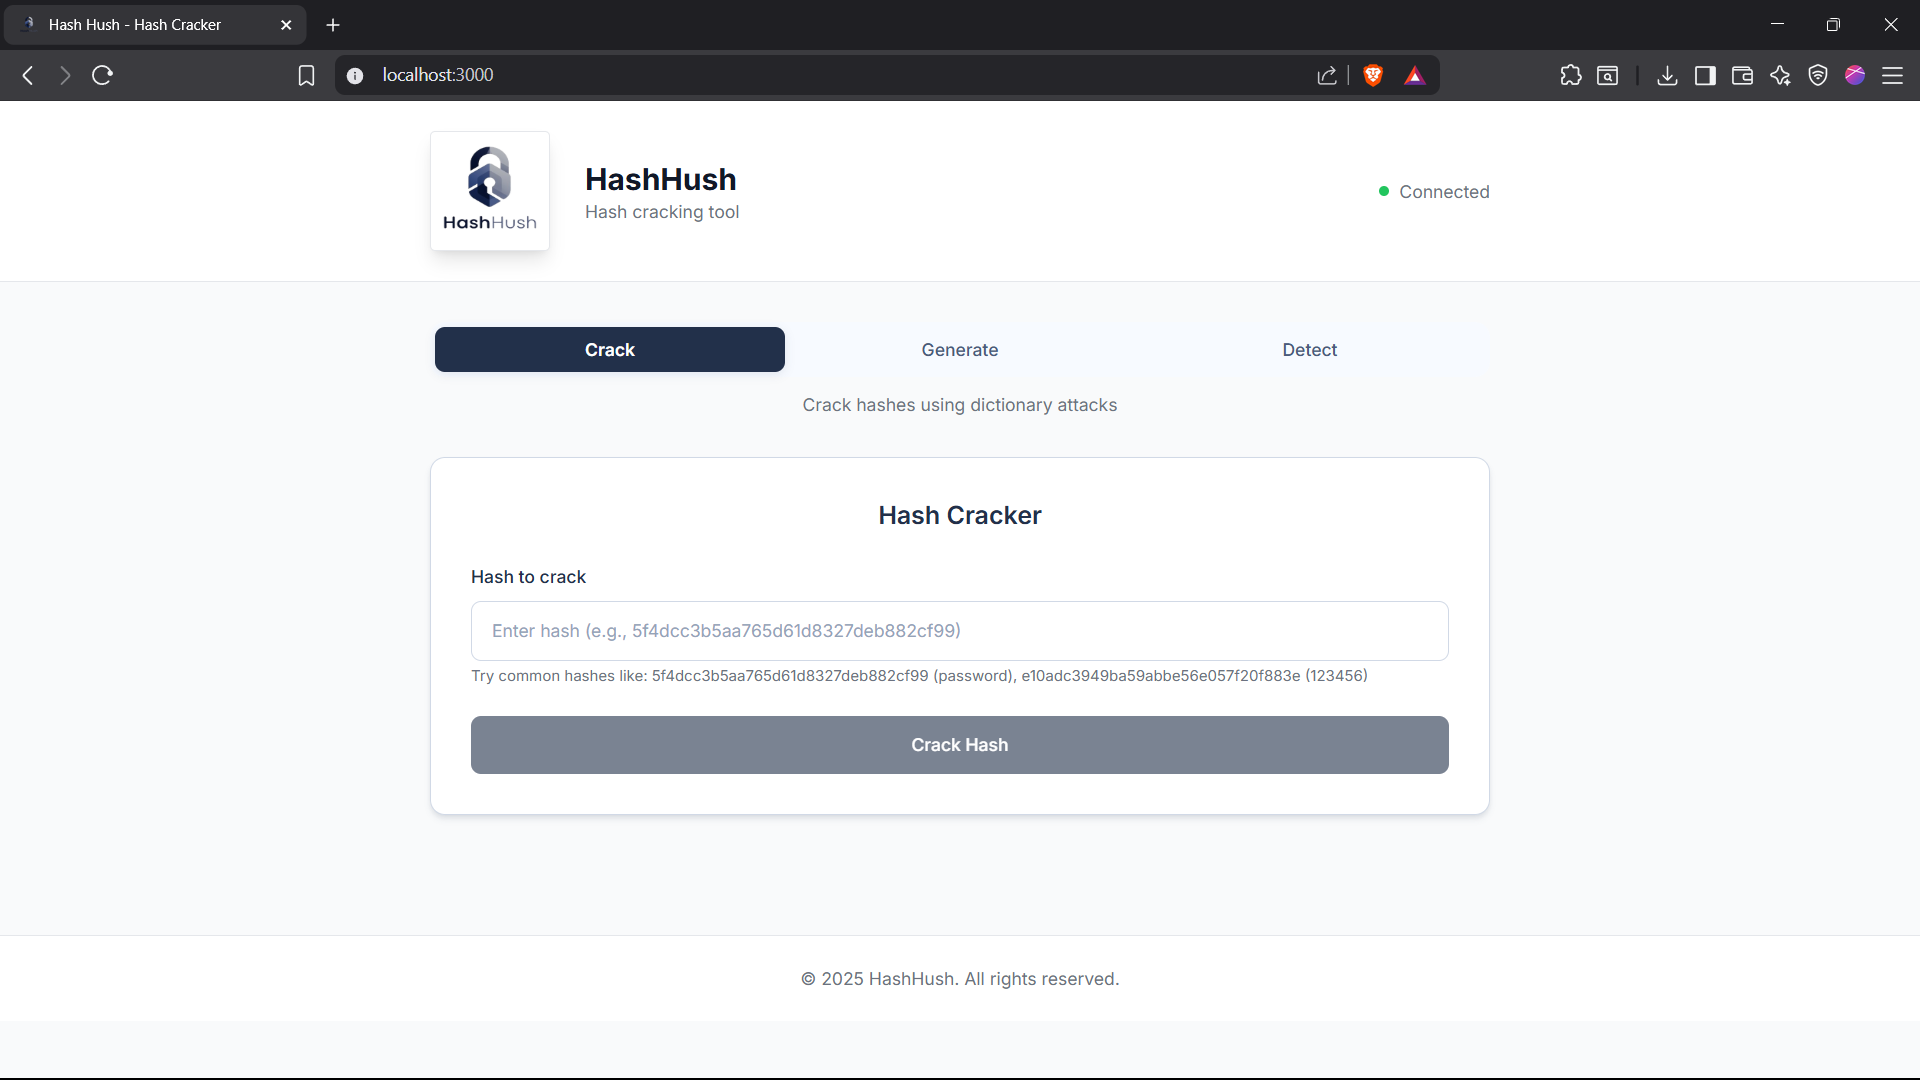 Hash Hush - Hash Cracker
localhost:3000
HashHush
HashHush
Hash cracking tool
Connected
Crack
Generate
Detect
Crack hashes using dictionary attacks
Hash Cracker
Hash to crack
Enter hash (e.g., 5f4dcc3b5aa765d61d8327deb882cf99)
Try common hashes like: 5f4dcc3b5aa765d61d8327deb882cf99 (password), e10adc3949ba59abbe56e057f20f883e (123456)
Crack Hash
© 2025 HashHush. All rights reserved.